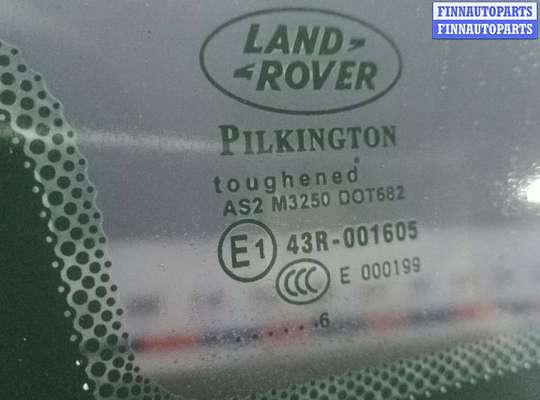 FINNAUTOPARTS
FINNAUTOPARTS
LAND-
-ROVER
PILKINGTON
toughened
AS2 M3250 DOT682
E1 43R-001605
CCC E 000199
......6